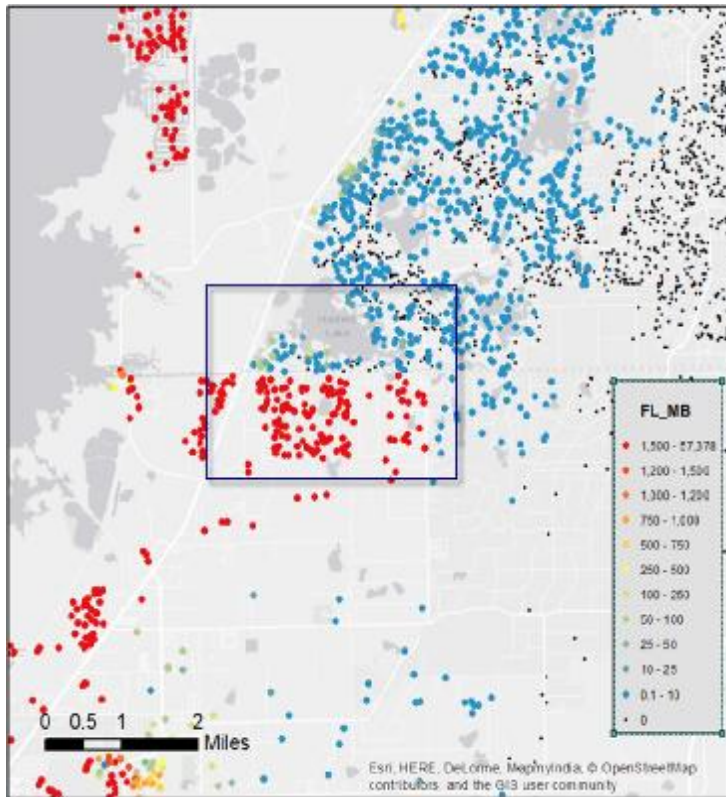 FL_MB
1,500 - 57,378
1,200 - 1,500
1,000 - 1,200
750 - 1,000
500 - 750
250 - 500
100 - 250
50 - 100
25 - 50
10 - 25
0.1 - 10
0
0 0.5 1 2
Miles
Esri, HERE, DeLorme, MapmyIndia, © OpenStreetMap
contributors, and the GIS user community